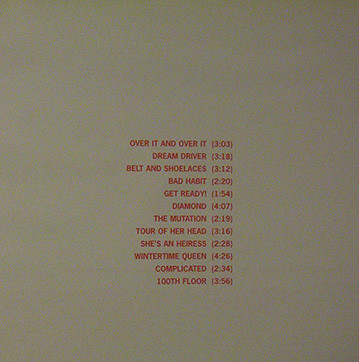 OVER IT AND OVER IT (3:03)
DREAM DRIVER (3:18)
BELT AND SHOELACES (3:12)
BAD HABIT (2:20)
GET READY! (1:54)
DIAMOND (4:07)
THE MUTATION (2:19)
TOUR OF HER HEAD (3:16)
SHE'S AN HEIRESS (2:28)
WINTERTIME QUEEN (4:26)
COMPLICATED (2:34)
100TH FLOOR (3:56)